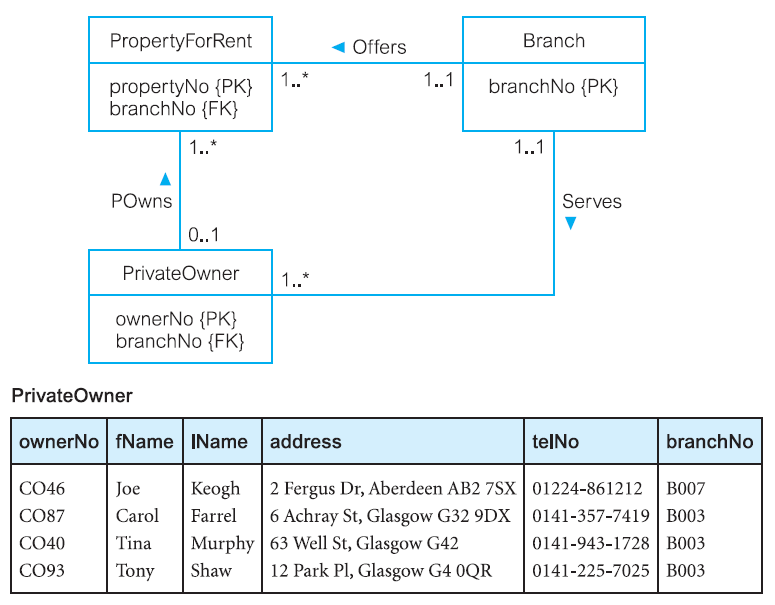 PropertyForRent
Offers
Branch
propertyNo {PK}
branchNo {FK}
1..*
1..1
branchNo {PK}
1..*
1..1
POwns
Serves
0..1
PrivateOwner
1..*
ownerNo {PK}
branchNo {FK}
PrivateOwner
ownerNo fName lName address telNo branchNo
CO46 Joe Keogh 2 Fergus Dr, Aberdeen AB2 7SX 01224-861212 B007
CO87 Carol Farrel 6 Achray St, Glasgow G32 9DX 0141-357-7419 B003
CO40 Tina Murphy 63 Well St, Glasgow G42 0141-943-1728 B003
CO93 Tony Shaw 12 Park Pl, Glasgow G4 0QR 0141-225-7025 B003